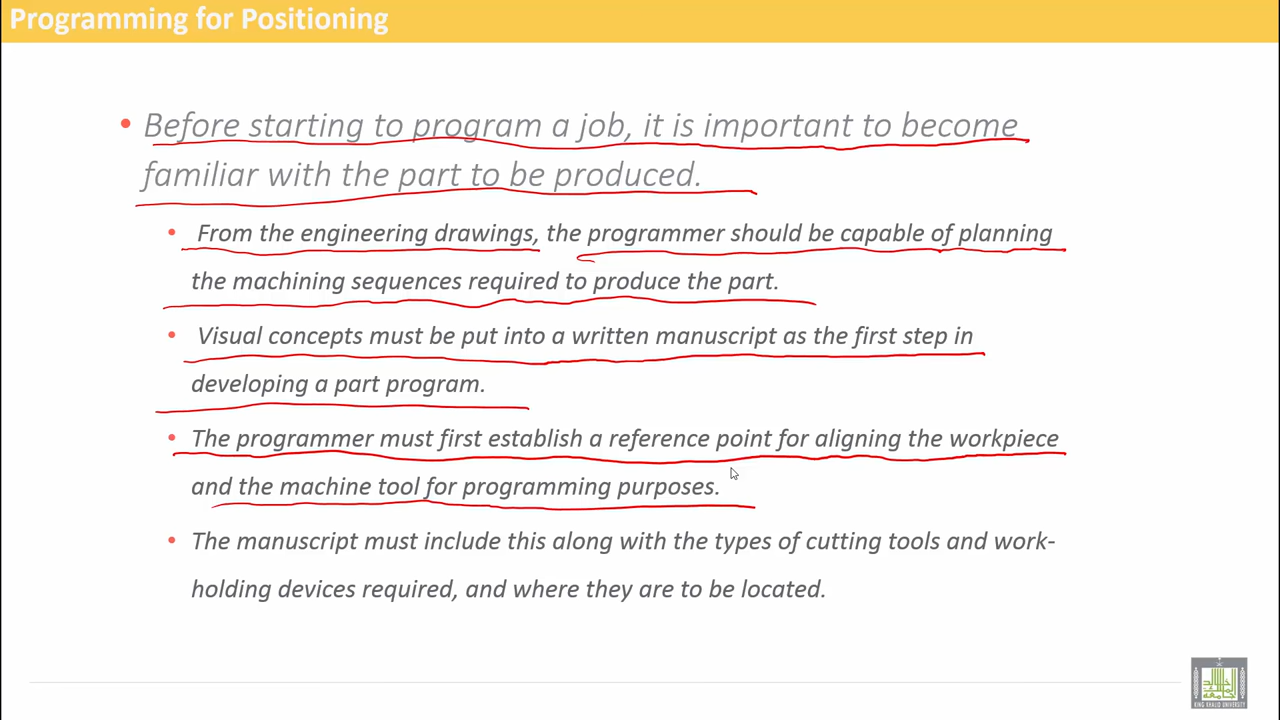 Programming for Positioning
• Before starting to program a job, it is important to become
familiar with the part to be produced.
• From the engineering drawings, the programmer should be capable of planning
the machining sequences required to produce the part.
• Visual concepts must be put into a written manuscript as the first step in
developing a part program.
• The programmer must first establish a reference point for aligning the workpiece
and the machine tool for programming purposes.
• The manuscript must include this along with the types of cutting tools and work-
holding devices required, and where they are to be located.
KING KHALID UNIVERSITY